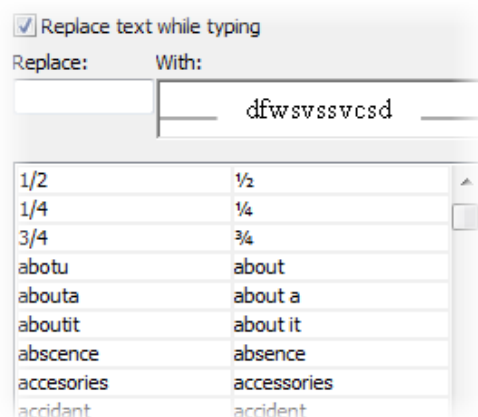 Replace text while typing
Replace: With:
dfwsvssvcsd
1/2 ½
1/4 ¼
3/4 ¾
abotu about
abouta about a
aboutit about it
abscence absence
accesories accessories
accidant accident